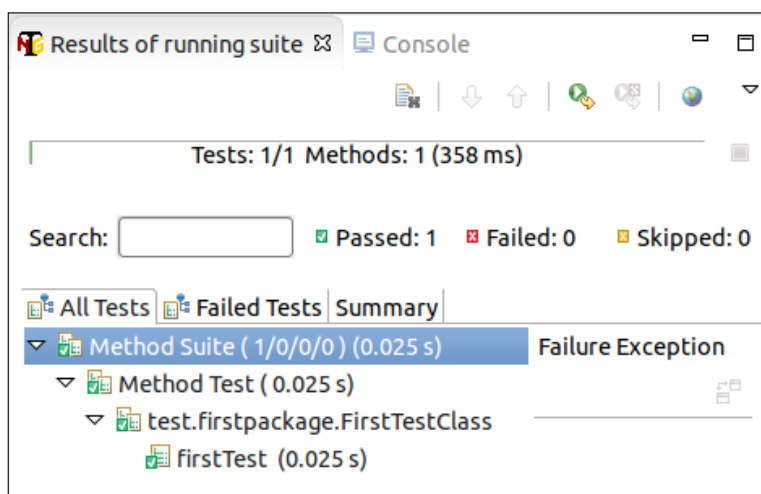 Results of running suite Console
Tests: 1/1 Methods: 1 (358 ms)
Search: Passed: 1 Failed: 0 Skipped: 0
All Tests Failed Tests Summary
Method Suite ( 1/0/0/0 ) (0.025 s) Failure Exception
Method Test ( 0.025 s)
test.firstpackage.FirstTestClass
firstTest (0.025 s)